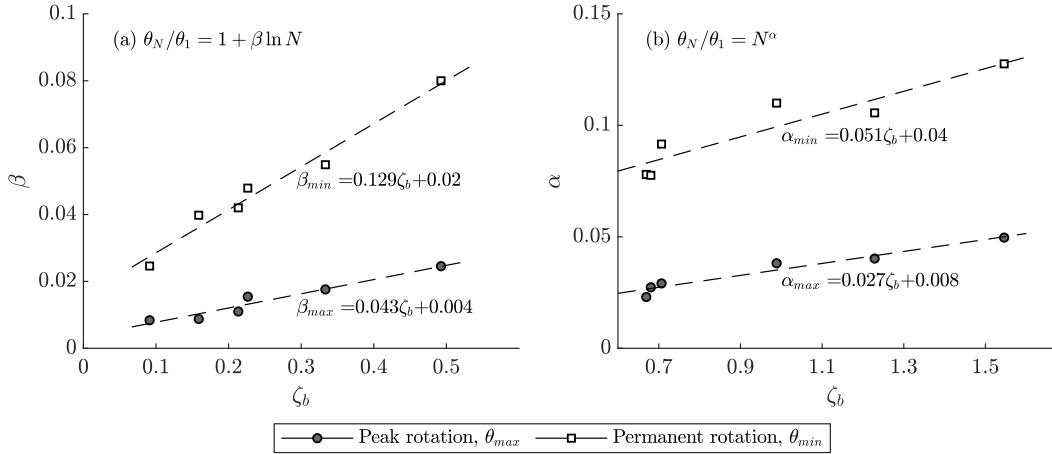 (a) θ_N/θ_1 = 1 + β ln N
0.1
0.08
0.06
0.04
0.02
0
β
β_min =0.129ζ_b+0.02
β_max =0.043ζ_b+0.004
0 0.1 0.2 0.3 0.4 0.5
ζ_b
(b) θ_N/θ_1 = N^α
0.15
0.1
0.05
0
α
α_min =0.051ζ_b+0.04
α_max =0.027ζ_b+0.008
0.7 0.9 1.1 1.3 1.5
ζ_b
Peak rotation, θ_max Permanent rotation, θ_min